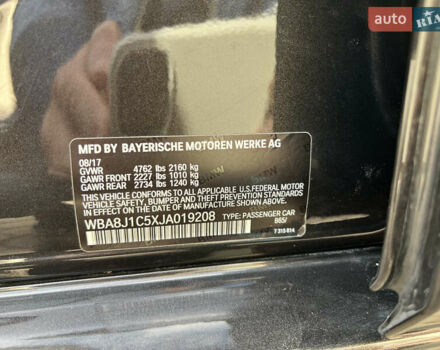 auto RIA
MFD BY BAYERISCHE MOTOREN WERKE AG
08/17
GVWR 4762 lbs 2160 kg
GAWR FRONT 2227 lbs 1010 kg
GAWR REAR 2734 lbs 1240 kg
THIS VEHICLE CONFORMS TO ALL APPLICABLE U.S. FEDERAL MOTOR
VEHICLE SAFETY, BUMPER, AND THEFT PREVENTION STANDARDS
IN EFFECT ON THE DATE OF MANUFACTURE SHOWN ABOVE.
WBA8J1C5XJA019208 TYPE: PASSENGER CAR
B65/
7 315 814